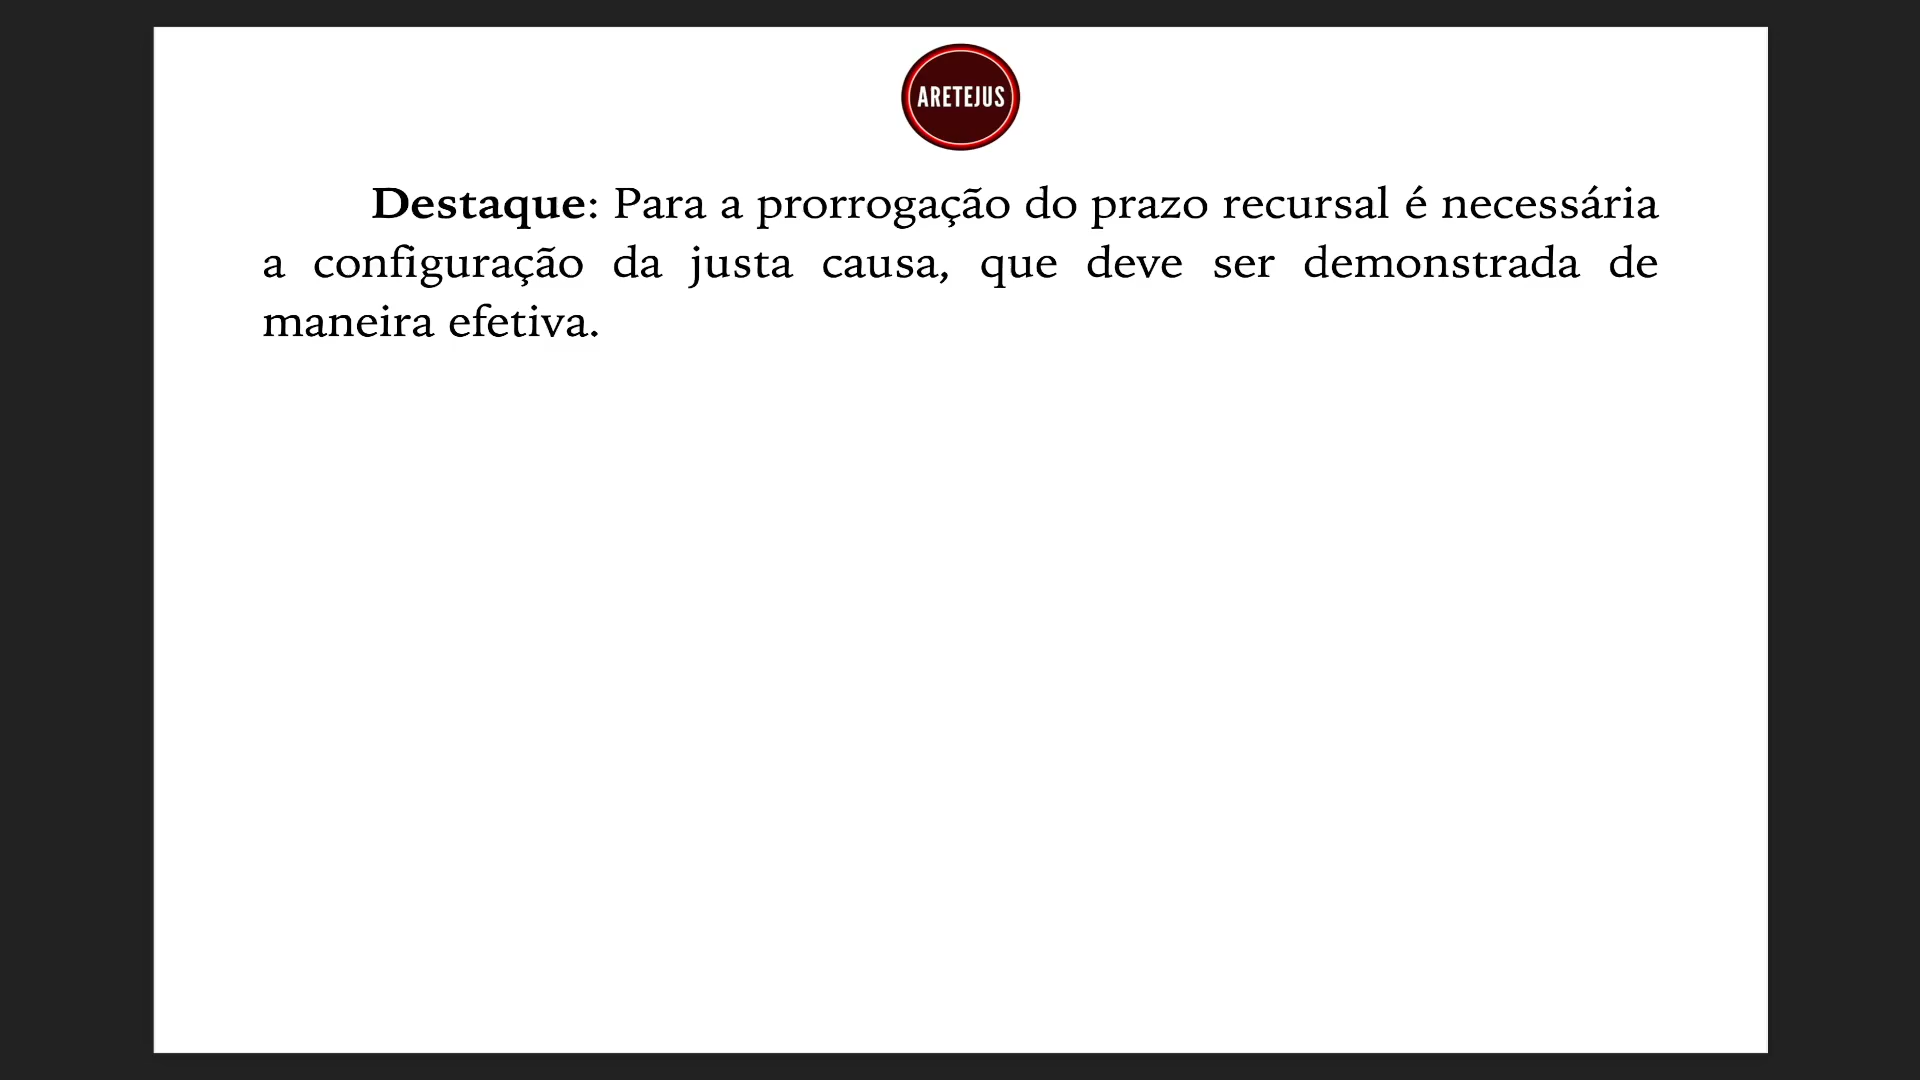 ARETEJUS
Destaque: Para a prorrogação do prazo recursal é necessária
a configuração da justa causa, que deve ser demonstrada de
maneira efetiva.